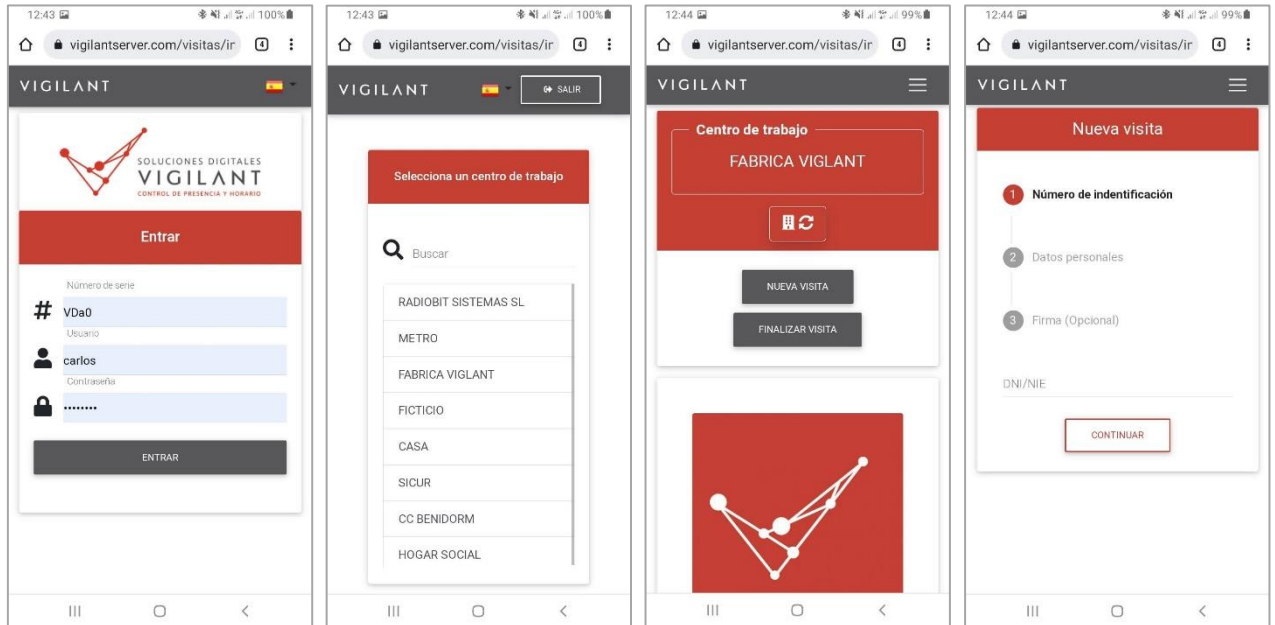 12:43
100%
vigilantserver.com/visitas/ir
4
VIGILANT
SOLUCIONES DIGITALES
VIGILANT
CONTROL DE PRESENCIA Y HORARIO
Entrar
Número de serie
# VDa0
Usuario
carlos
Contraseña
••••••••
ENTRAR
12:43
100%
vigilantserver.com/visitas/ir
4
VIGILANT
SALIR
Selecciona un centro de trabajo
Buscar
RADIOBIT SISTEMAS SL
METRO
FABRICA VIGLANT
FICTICIO
CASA
SICUR
CC BENIDORM
HOGAR SOCIAL
12:44
99%
vigilantserver.com/visitas/ir
4
VIGILANT
Centro de trabajo
FABRICA VIGLANT
NUEVA VISITA
FINALIZAR VISITA
12:44
99%
vigilantserver.com/visitas/ir
4
VIGILANT
Nueva visita
1 Número de indentificación
2 Datos personales
3 Firma (Opcional)
DNI/NIE
CONTINUAR